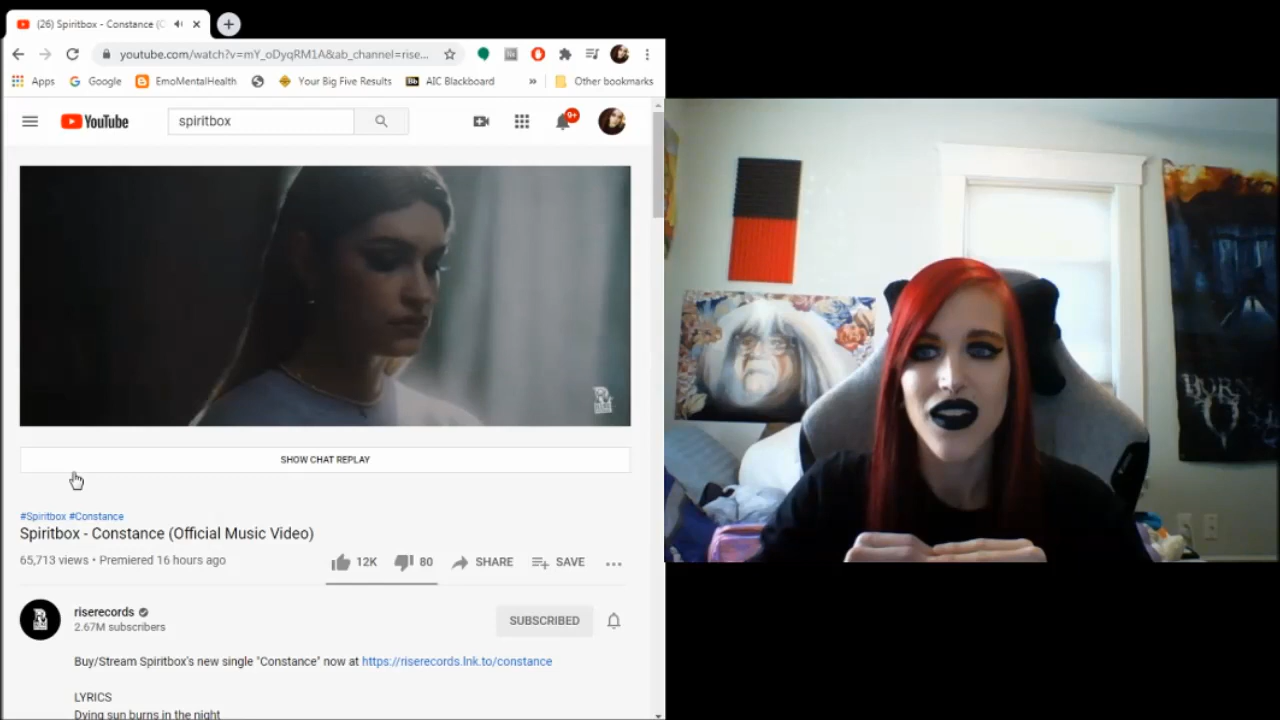 (26) Spiritbox - Constance (O
youtube.com/watch?v=mY_oDyqRM1A&ab_channel=rise...
Apps
Google
EmoMentalHealth
Your Big Five Results
Bb
AIC Blackboard
»
Other bookmarks
YouTube
spiritbox
9+
SHOW CHAT REPLAY
#Spiritbox #Constance
Spiritbox - Constance (Official Music Video)
65,713 views • Premiered 16 hours ago
12K
80
SHARE
SAVE
riserecords
2.67M subscribers
SUBSCRIBED
Buy/Stream Spiritbox's new single "Constance" now at https://riserecords.lnk.to/constance
LYRICS
Dying sun burns in the night